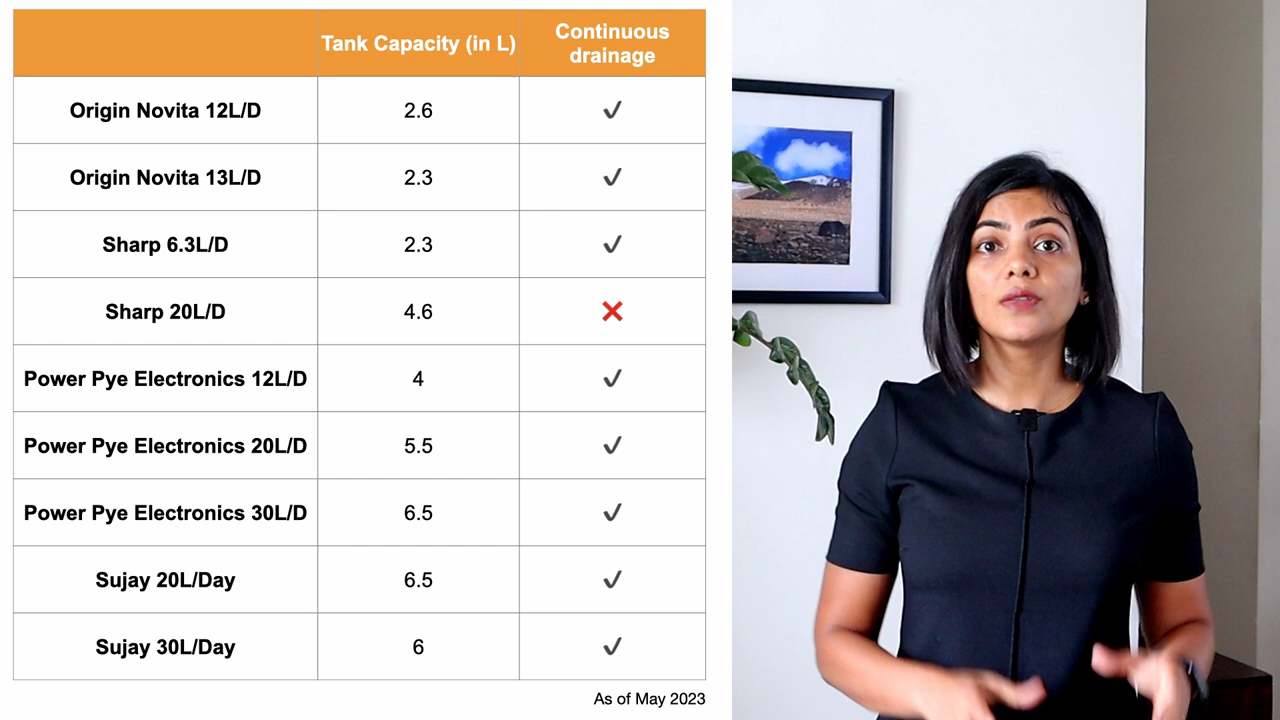 Tank Capacity (in L)
Continuous
drainage
Origin Novita 12L/D 2.6 ✓
Origin Novita 13L/D 2.3 ✓
Sharp 6.3L/D 2.3 ✓
Sharp 20L/D 4.6 ✕
Power Pye Electronics 12L/D 4 ✓
Power Pye Electronics 20L/D 5.5 ✓
Power Pye Electronics 30L/D 6.5 ✓
Sujay 20L/Day 6.5 ✓
Sujay 30L/Day 6 ✓
As of May 2023